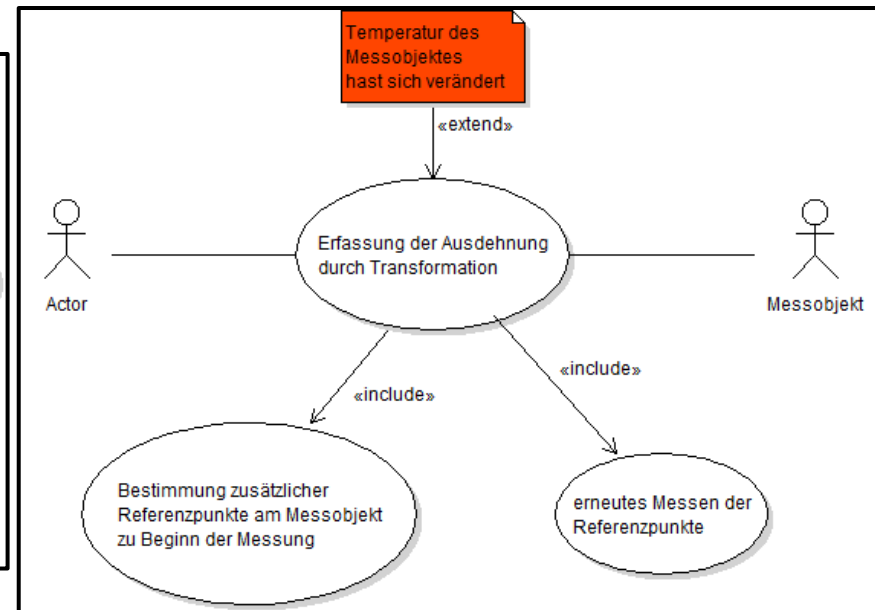 Temperatur des
Messobjektes
hast sich verändert
«extend»
Erfassung der Ausdehnung
durch Transformation
Actor
Messobjekt
«include»
«include»
Bestimmung zusätzlicher
Referenzpunkte am Messobjekt
zu Beginn der Messung
erneutes Messen der
Referenzpunkte